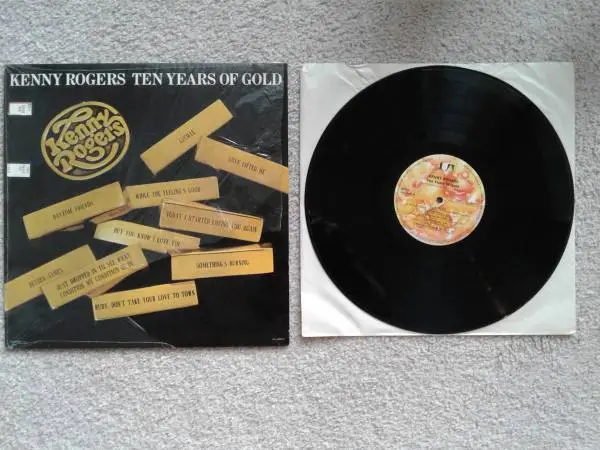 KENNY ROGERS TEN YEARS OF GOLD
Kenny
Rogers
LUCILLE
LOVE LIFTED ME
WHILE THE FEELING'S GOOD
DAYTIME FRIENDS
TODAY I STARTED LOVING YOU AGAIN
BUT YOU KNOW I LOVE YOU
REUBEN JAMES
JUST DROPPED IN TO SEE WHAT
CONDITION MY CONDITION WAS IN
SOMETHING'S BURNING
RUBY, DON'T TAKE YOUR LOVE TO TOWN
KENNY ROGERS